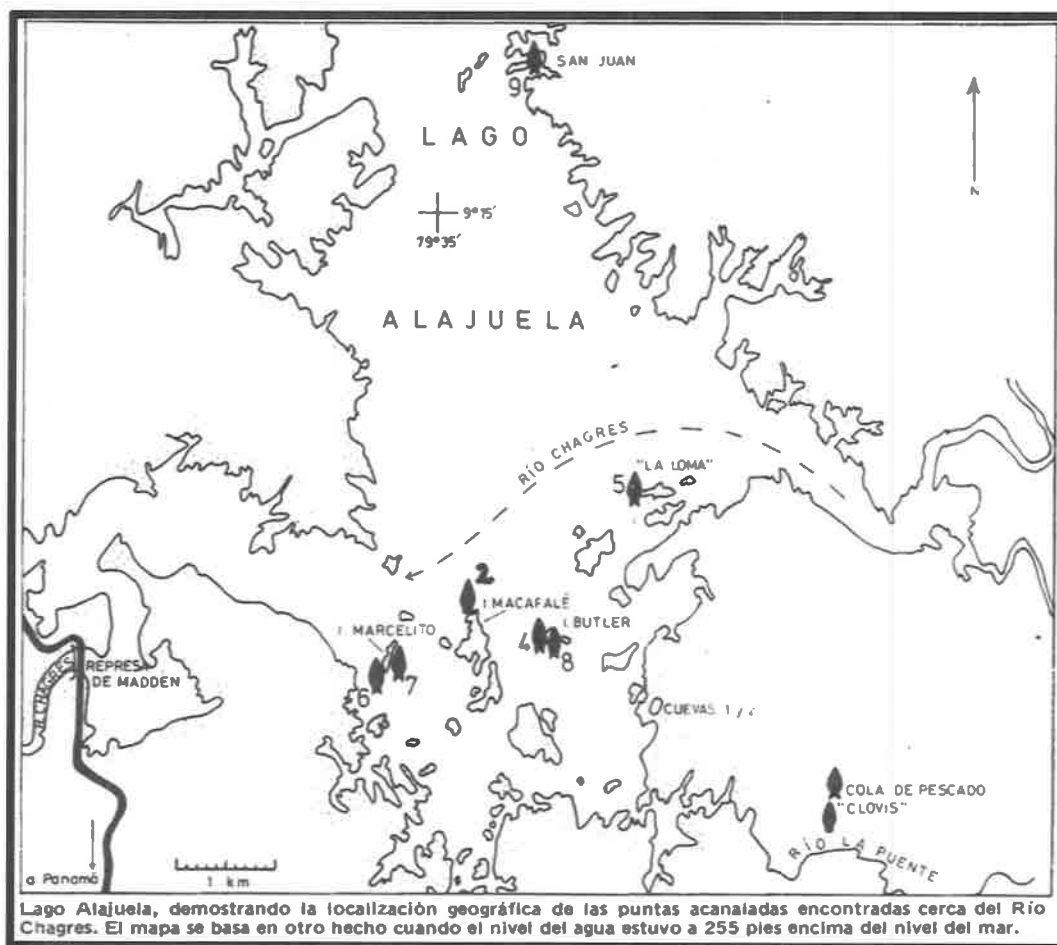 SAN JUAN
9
LAGO
N
9°15'
79°35'
ALAJUELA
RÍO CHAGRES
"LA LOMA"
5
2
I. MACAFALÉ
I. BUTLER
4
8
I. MARCELITO
6
7
REPRESA
DE MADDEN
R. CHAGRES
CUEVAS
COLA DE PESCADO
"CLOVIS"
RÍO LA PUENTE
a Panamá
1 km
Lago Alajuela, demostrando la localización geográfica de las puntas acanaladas encontradas cerca del Río
Chagres. El mapa se basa en otro hecho cuando el nivel del agua estuvo a 255 pies encima del nivel del mar.